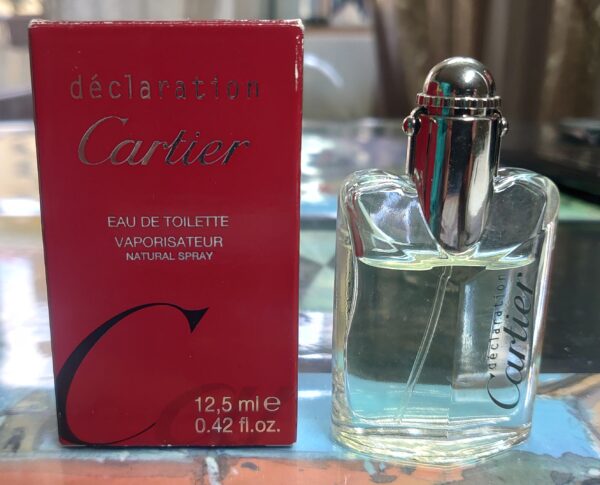 déclaration
Cartier
EAU DE TOILETTE
VAPORISATEUR
NATURAL SPRAY
12,5 ml ℮
0.42 fl.oz.
déclaration
Cartier